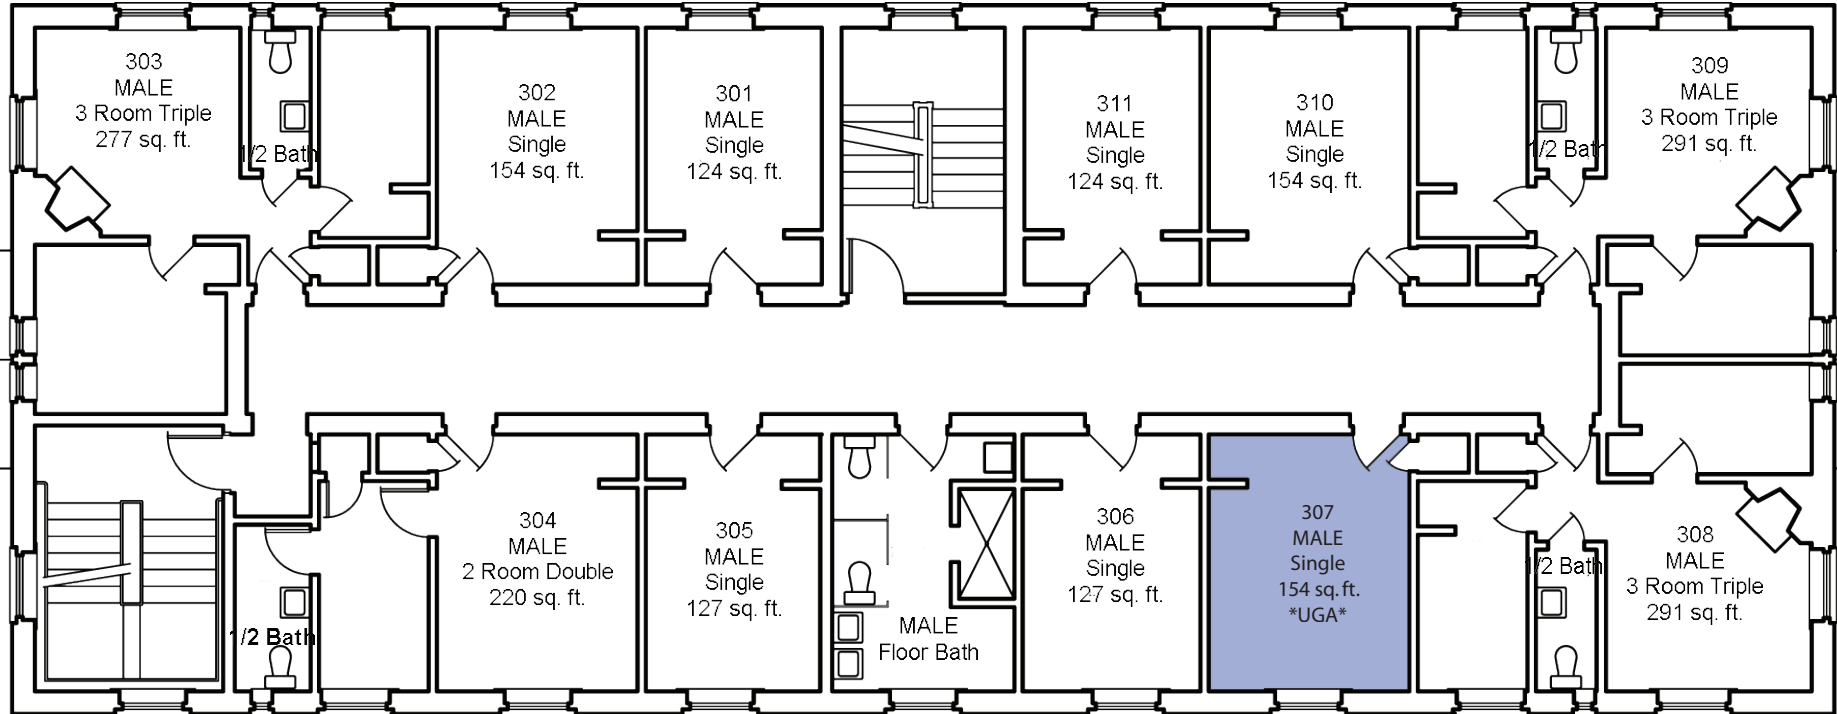 303
MALE
3 Room Triple
277 sq. ft.
1/2 Bath
302
MALE
Single
154 sq. ft.
301
MALE
Single
124 sq. ft.
311
MALE
Single
124 sq. ft.
310
MALE
Single
154 sq. ft.
1/2 Bath
309
MALE
3 Room Triple
291 sq. ft.
1/2 Bath
304
MALE
2 Room Double
220 sq. ft.
305
MALE
Single
127 sq. ft.
MALE
Floor Bath
306
MALE
Single
127 sq. ft.
307
MALE
Single
154 sq. ft.
*UGA*
1/2 Bath
308
MALE
3 Room Triple
291 sq. ft.